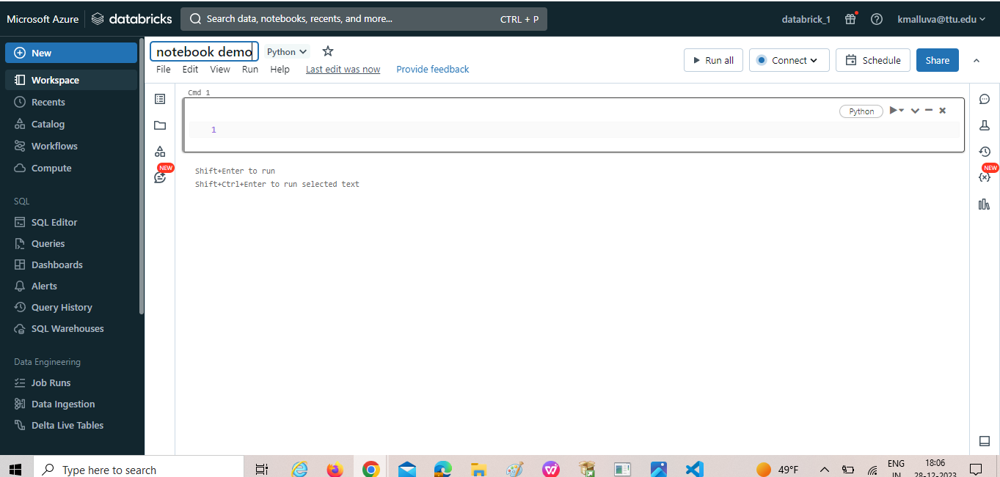 Microsoft Azure databricks Search data, notebooks, recents, and more... CTRL + P databrick_1 kmalluva@ttu.edu
New
Workspace
Recents
Catalog
Workflows
Compute
SQL
SQL Editor
Queries
Dashboards
Alerts
Query History
SQL Warehouses
Data Engineering
Job Runs
Data Ingestion
Delta Live Tables
notebook demo Python
File Edit View Run Help Last edit was now Provide feedback
Run all Connect Schedule Share
NEW
Cmd 1
Python
1
Shift+Enter to run
Shift+Ctrl+Enter to run selected text
NEW
Type here to search
49°F
ENG
IN
18:06
28-12-2023